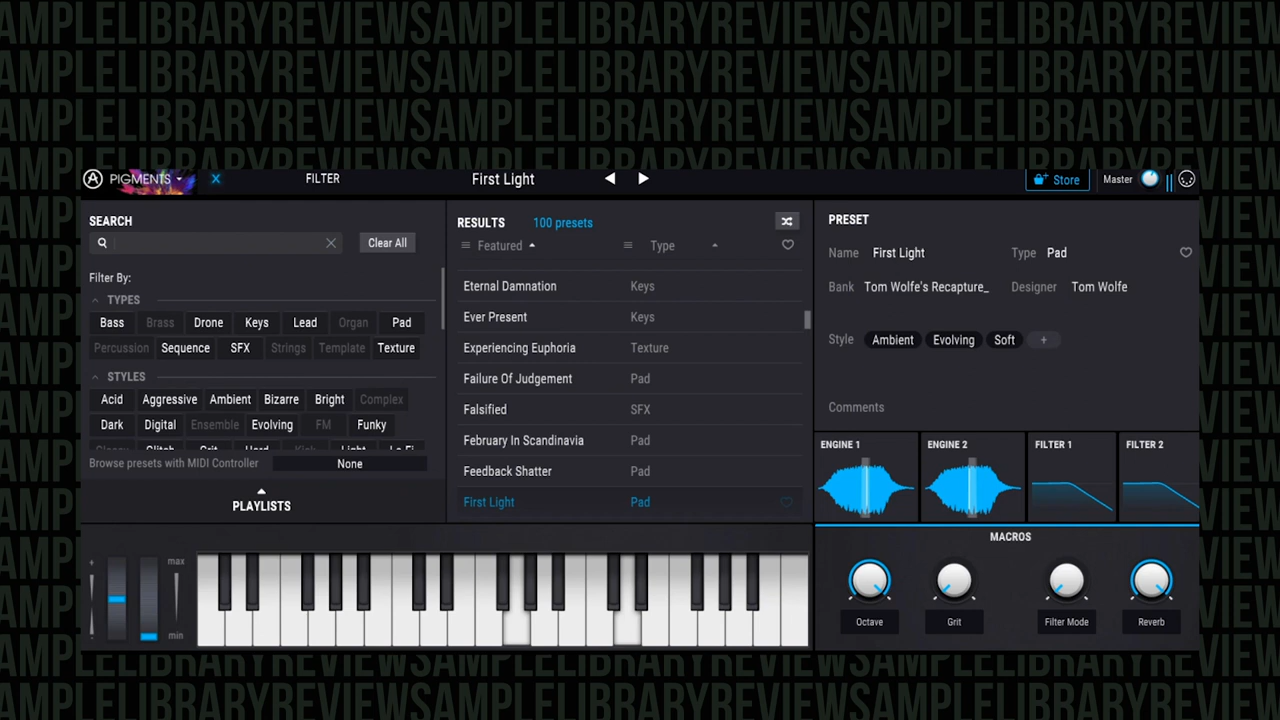 AMPLELIBRARYREVIEWSAMPLELIBRARYREVIEWSAMPLELIBRARYREVIEWS
PIGMENTS
X
FILTER
First Light
Store
Master
SEARCH
Clear All
Filter By:
TYPES
Bass Brass Drone Keys Lead Organ Pad
Percussion Sequence SFX Strings Template Texture
STYLES
Acid Aggressive Ambient Bizarre Bright Complex
Dark Digital Ensemble Evolving FM Funky
Browse presets with MIDI Controller None
PLAYLISTS
RESULTS 100 presets
Featured Type
Eternal Damnation Keys
Ever Present Keys
Experiencing Euphoria Texture
Failure Of Judgement Pad
Falsified SFX
February In Scandinavia Pad
Feedback Shatter Pad
First Light Pad
PRESET
Name First Light Type Pad
Bank Tom Wolfe's Recapture_ Designer Tom Wolfe
Style Ambient Evolving Soft +
Comments
ENGINE 1 ENGINE 2 FILTER 1 FILTER 2
MACROS
Octave Grit Filter Mode Reverb
max
min